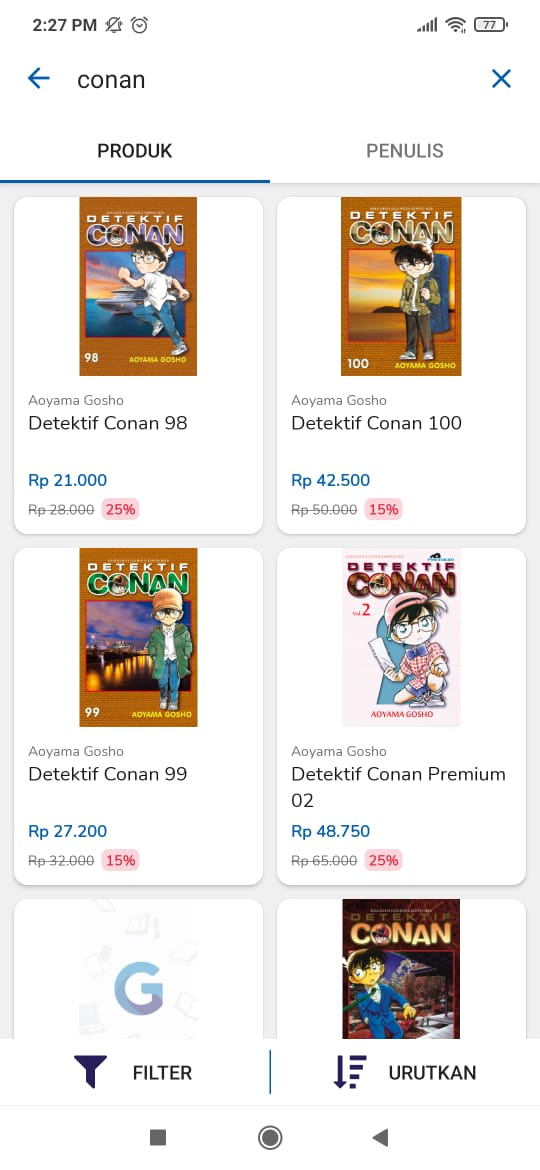 2:27 PM
77
conan
PRODUK
PENULIS
DETEKTIF
CONAN
98
AOYAMA GOSHO
Aoyama Gosho
Detektif Conan 98
Rp 21.000
Rp 28.000 25%
DETEKTIF
CONAN
100
AOYAMA GOSHO
Aoyama Gosho
Detektif Conan 100
Rp 42.500
Rp 50.000 15%
DETEKTIF
CONAN
99
AOYAMA GOSHO
Aoyama Gosho
Detektif Conan 99
Rp 27.200
Rp 32.000 15%
DETEKTIF
CONAN
Vol.2
AOYAMA GOSHO
Aoyama Gosho
Detektif Conan Premium
02
Rp 48.750
Rp 65.000 25%
G
DETEKTIF
CONAN
FILTER
URUTKAN